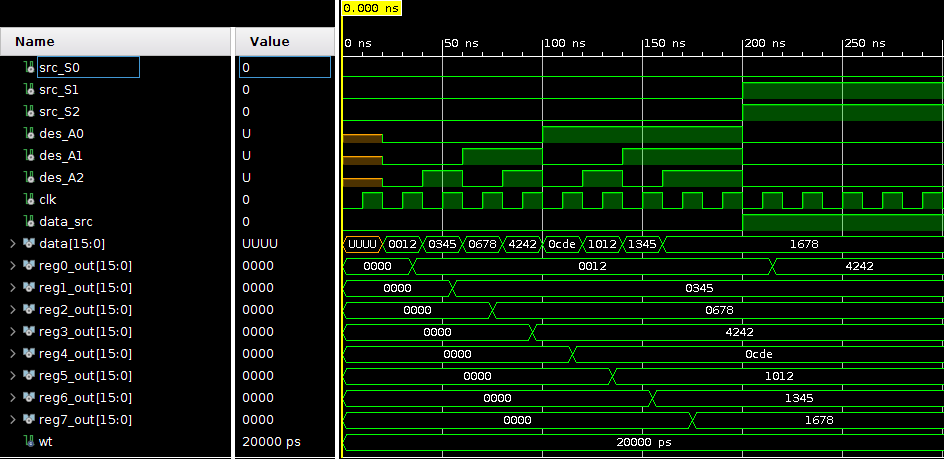 0.000 ns
Name Value 0 ns 50 ns 100 ns 150 ns 200 ns 250 ns
src_S0 0
src_S1 0
src_S2 0
des_A0 U
des_A1 U
des_A2 U
clk 0
data_src 0
data[15:0] UUUU UUUU 0012 0345 0678 4242 0cde 1012 1345 1678
reg0_out[15:0] 0000 0000 0012 4242
reg1_out[15:0] 0000 0000 0345
reg2_out[15:0] 0000 0000 0678
reg3_out[15:0] 0000 0000 4242
reg4_out[15:0] 0000 0000 0cde
reg5_out[15:0] 0000 0000 1012
reg6_out[15:0] 0000 0000 1345
reg7_out[15:0] 0000 0000 1678
wt 20000 ps 20000 ps